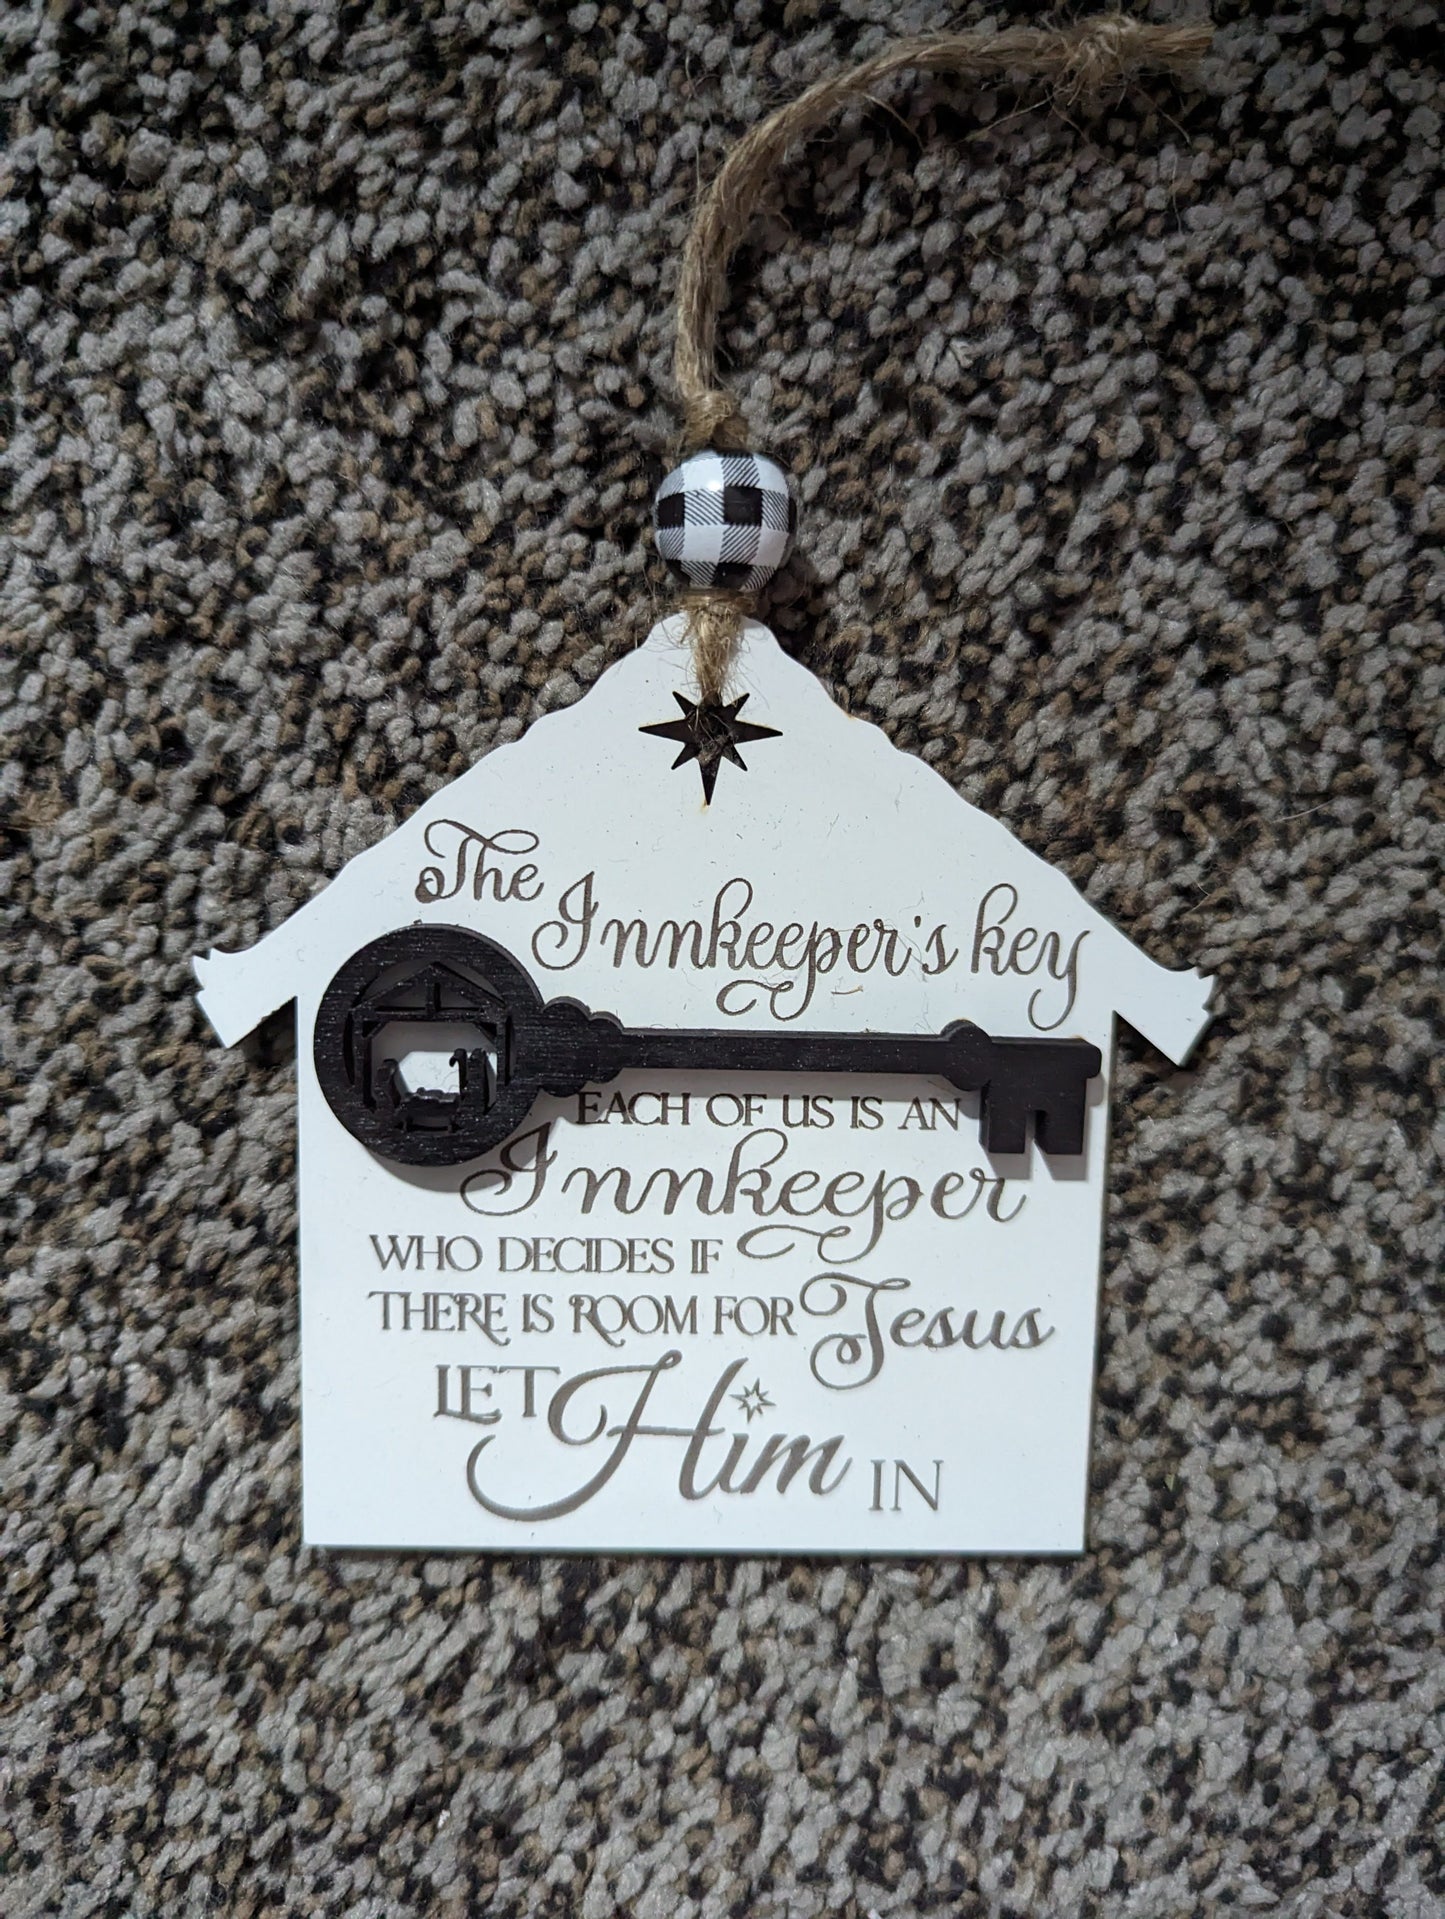 The Innkeeper's key
EACH OF US IS AN
Innkeeper
WHO DECIDES IF
THERE IS ROOM FOR Jesus
LET Him IN